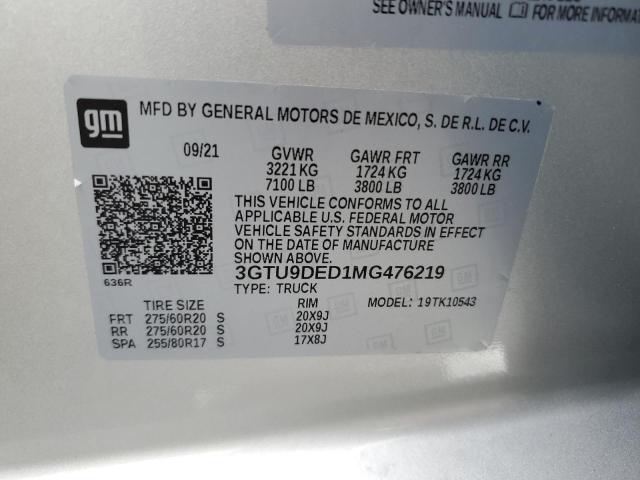 SEE OWNER'S MANUAL FOR MORE
gm
MFD BY GENERAL MOTORS DE MEXICO, S. DE R.L. DE C.V.
09/21 GVWR GAWR FRT GAWR RR
3221 KG 1724 KG 1724 KG
7100 LB 3800 LB 3800 LB
THIS VEHICLE CONFORMS TO ALL
APPLICABLE U.S. FEDERAL MOTOR
VEHICLE SAFETY STANDARDS IN EFFECT
ON THE DATE OF MANUFACTURE
SHOWN ABOVE.
3GTU9DED1MG476219
636R
TYPE: TRUCK
TIRE SIZE RIM MODEL: 19TK10543
FRT 275/60R20 S 20X9J
RR 275/60R20 S 20X9J
SPA 255/80R17 S 17X8J